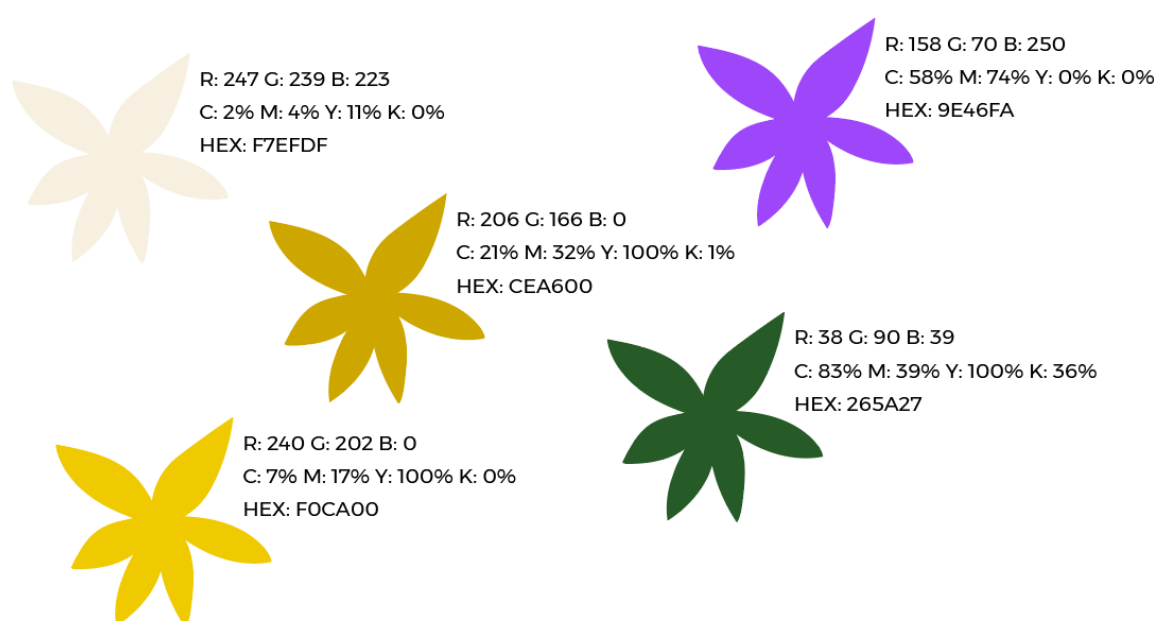 R: 247 G: 239 B: 223
C: 2% M: 4% Y: 11% K: 0%
HEX: F7EFDF
R: 158 G: 70 B: 250
C: 58% M: 74% Y: 0% K: 0%
HEX: 9E46FA
R: 206 G: 166 B: 0
C: 21% M: 32% Y: 100% K: 1%
HEX: CEA600
R: 38 G: 90 B: 39
C: 83% M: 39% Y: 100% K: 36%
HEX: 265A27
R: 240 G: 202 B: 0
C: 7% M: 17% Y: 100% K: 0%
HEX: F0CA00